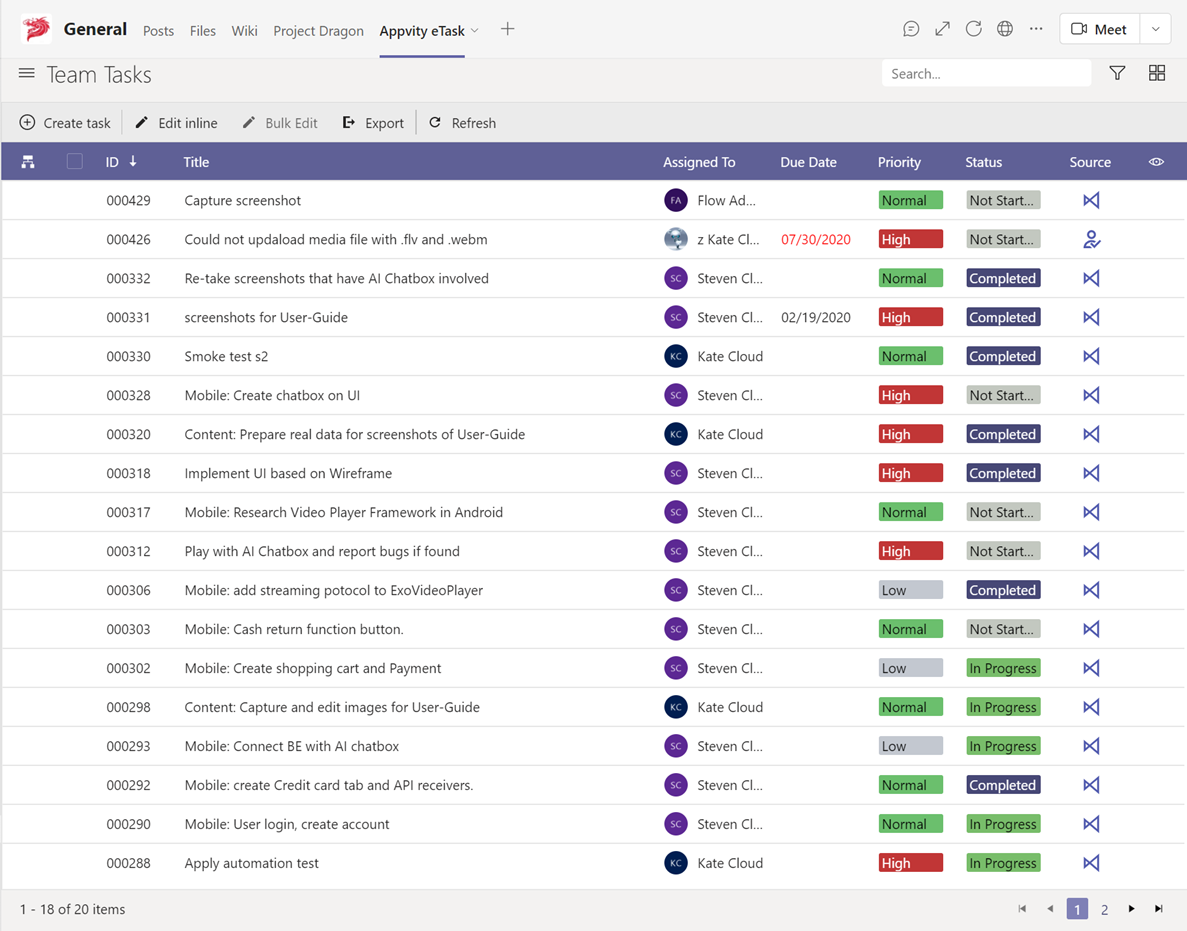 General Posts Files Wiki Project Dragon Appvity eTask Meet
Team Tasks Search...
Create task Edit inline Bulk Edit Export Refresh
ID Title Assigned To Due Date Priority Status Source
000429 Capture screenshot FA Flow Ad... Normal Not Start...
000426 Could not updaload media file with .flv and .webm z Kate Cl... 07/30/2020 High Not Start...
000332 Re-take screenshots that have AI Chatbox involved SC Steven Cl... Normal Completed
000331 screenshots for User-Guide SC Steven Cl... 02/19/2020 High Completed
000330 Smoke test s2 KC Kate Cloud Normal Completed
000328 Mobile: Create chatbox on UI SC Steven Cl... High Not Start...
000320 Content: Prepare real data for screenshots of User-Guide KC Kate Cloud High Completed
000318 Implement UI based on Wireframe SC Steven Cl... High Completed
000317 Mobile: Research Video Player Framework in Android SC Steven Cl... Normal Not Start...
000312 Play with AI Chatbox and report bugs if found SC Steven Cl... High Not Start...
000306 Mobile: add streaming potocol to ExoVideoPlayer SC Steven Cl... Low Completed
000303 Mobile: Cash return function button. SC Steven Cl... Normal Not Start...
000302 Mobile: Create shopping cart and Payment SC Steven Cl... Low In Progress
000298 Content: Capture and edit images for User-Guide KC Kate Cloud Normal In Progress
000293 Mobile: Connect BE with AI chatbox SC Steven Cl... Low In Progress
000292 Mobile: create Credit card tab and API receivers. SC Steven Cl... Normal Completed
000290 Mobile: User login, create account SC Steven Cl... Normal In Progress
000288 Apply automation test KC Kate Cloud High In Progress
1 - 18 of 20 items 1 2